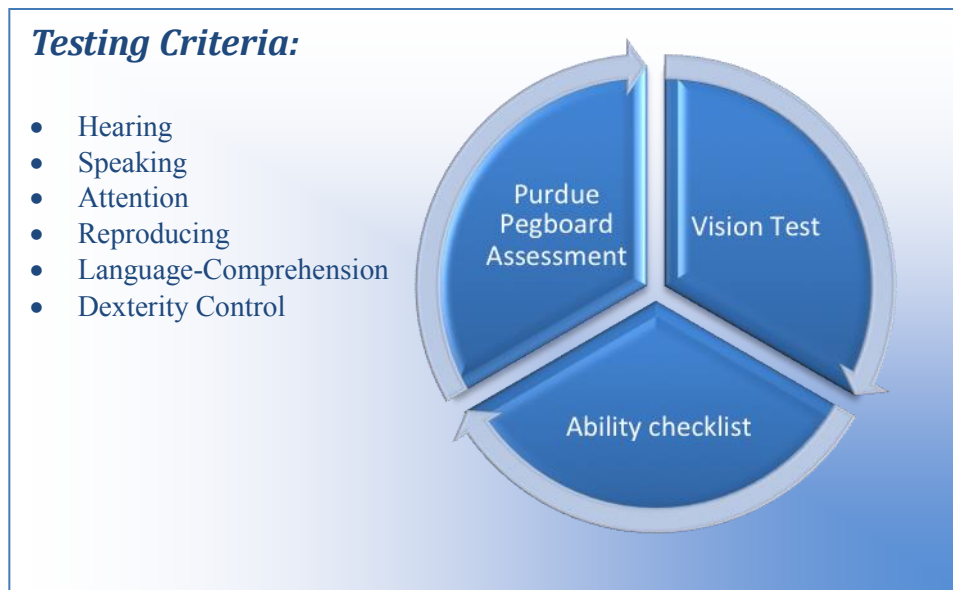 Testing Criteria:
• Hearing
• Speaking
• Attention
• Reproducing
• Language-Comprehension
• Dexterity Control
Purdue
Pegboard
Assessment
Vision Test
Ability checklist